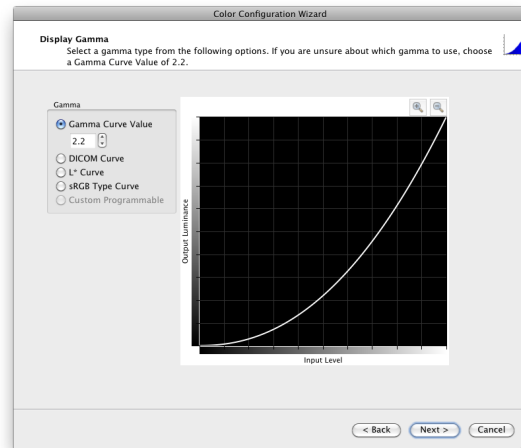 Color Configuration Wizard
Display Gamma
Select a gamma type from the following options. If you are unsure about which gamma to use, choose
a Gamma Curve Value of 2.2.
Gamma
Gamma Curve Value
2.2
DICOM Curve
L* Curve
sRGB Type Curve
Custom Programmable
Output Luminance
Input Level
< Back
Next >
Cancel